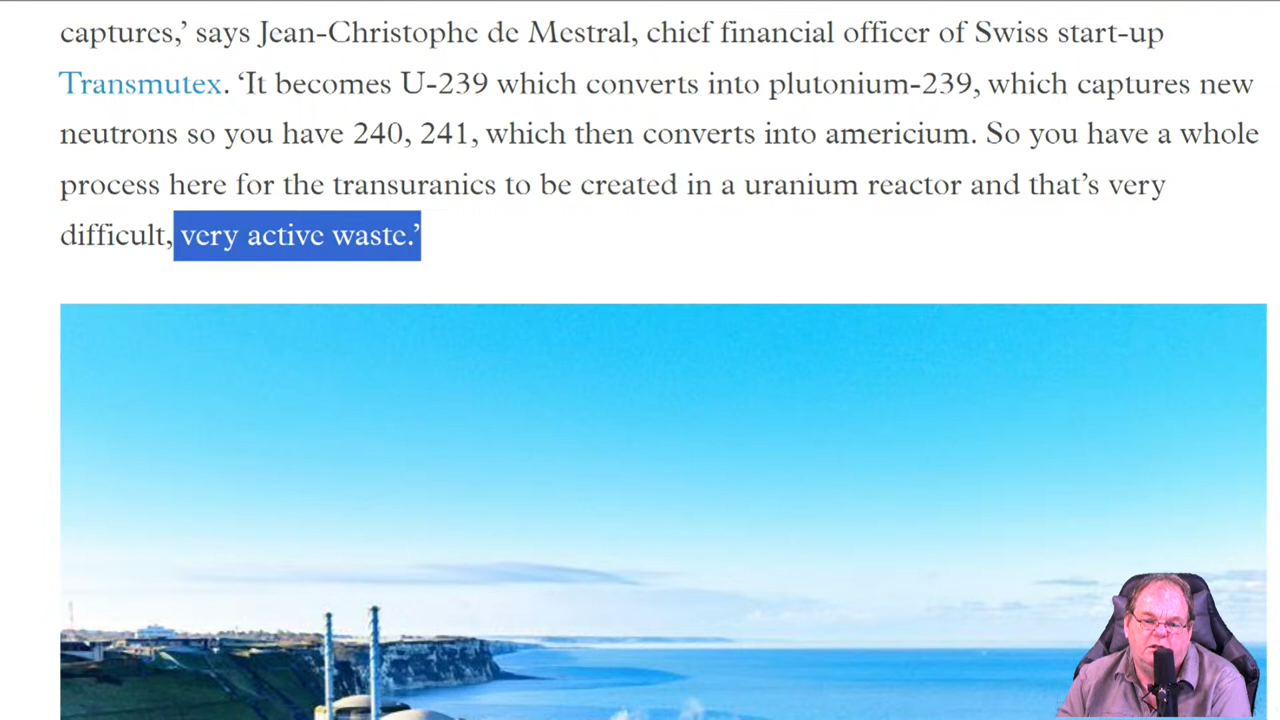 captures,’ says Jean-Christophe de Mestral, chief financial officer of Swiss start-up
Transmutex. ‘It becomes U-239 which converts into plutonium-239, which captures new
neutrons so you have 240, 241, which then converts into americium. So you have a whole
process here for the transuranics to be created in a uranium reactor and that’s very
difficult, very active waste.’